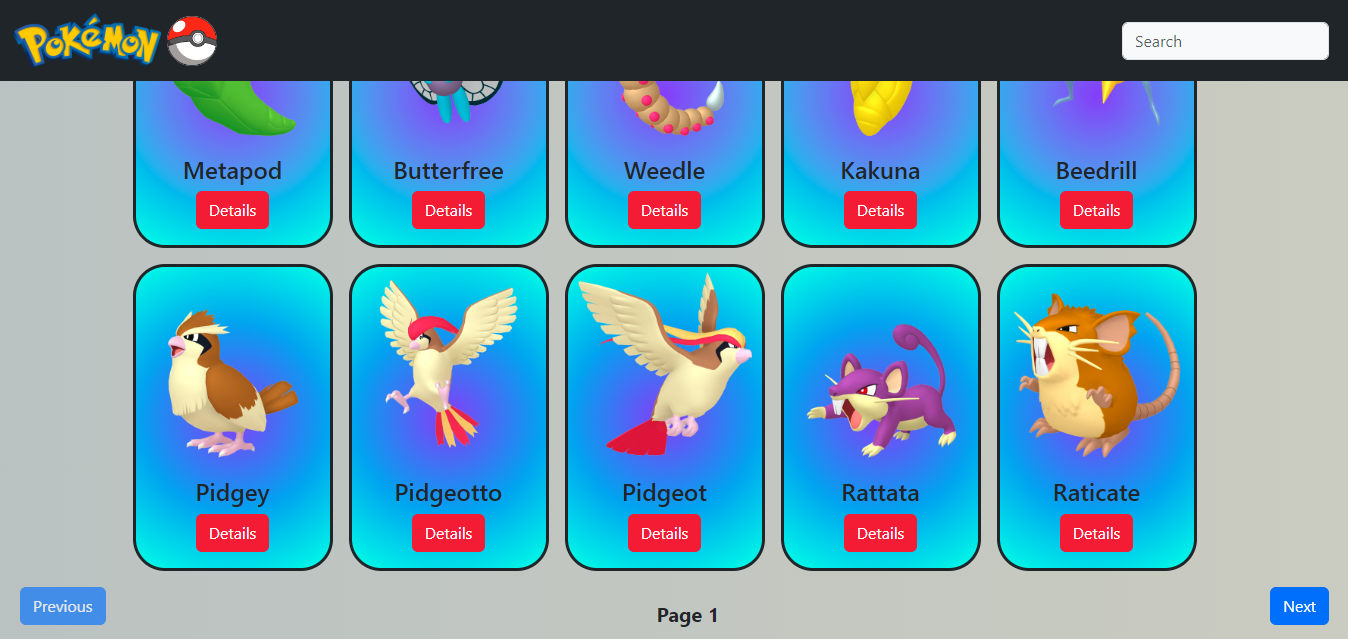 Pokémon
Search
Metapod
Butterfree
Weedle
Kakuna
Beedrill
Details
Details
Details
Details
Details
Pidgey
Pidgeotto
Pidgeot
Rattata
Raticate
Details
Details
Details
Details
Details
Previous
Page 1
Next